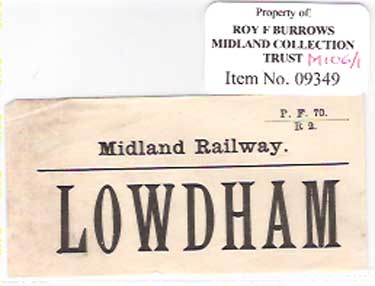 Property of
ROY F BURROWS
MIDLAND COLLECTION
TRUST M106/1
Item No. 09349
P. F. 70.
R 2.
Midland Railway.
LOWDHAM